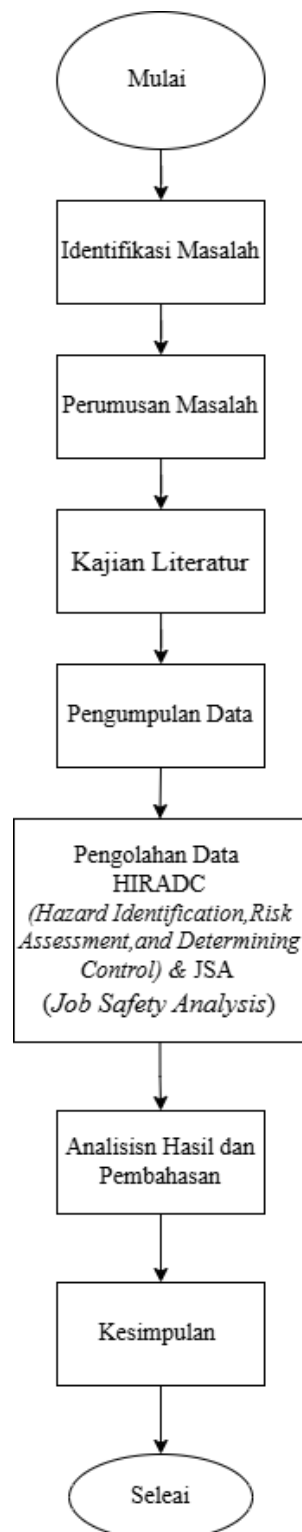 Mulai
Identifikasi Masalah
Perumusan Masalah
Kajian Literatur
Pengumpulan Data
Pengolahan Data
HIRADC
(Hazard Identification,Risk
Assessment,and Determining
Control) & JSA
(Job Safety Analysis)
Analisisn Hasil dan
Pembahasan
Kesimpulan
Seleai